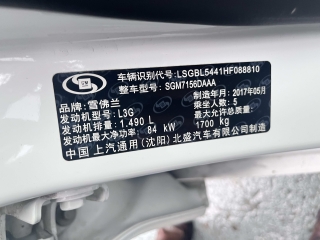 车辆识别代号: LSGBL5441HF088810
整车型号: SGM7156DAAA
品牌: 雪佛兰 制造年月: 2017年05月
发动机型号: L3G 乘坐人数: 5
发动机排量: 1.490 L 最大允许总质量:
发动机最大净功率: 84 kW 1700 kg
中国 上汽通用 (沈阳) 北盛汽车有限公司制造